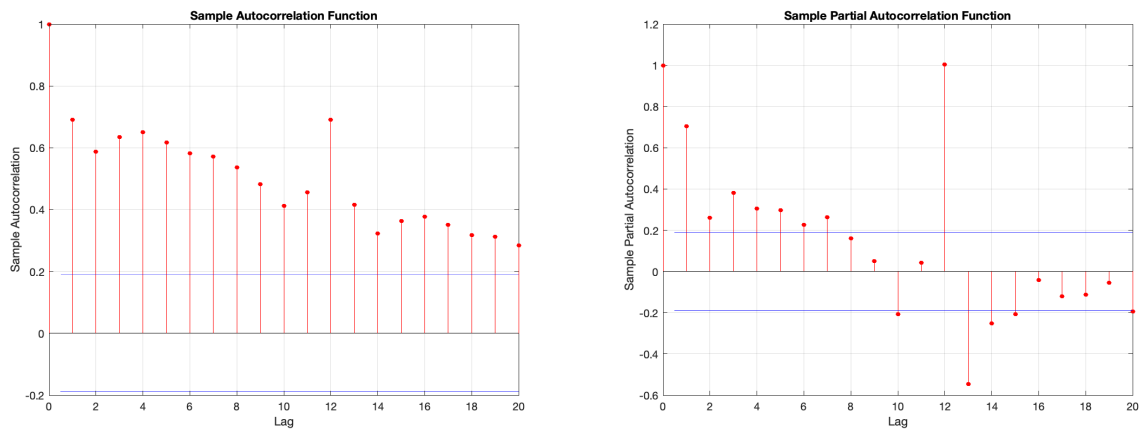 Sample Autocorrelation Function
1
0.8
0.6
0.4
0.2
0
-0.2
Sample Autocorrelation
0 2 4 6 8 10 12 14 16 18 20
Lag
Sample Partial Autocorrelation Function
1.2
1
0.8
0.6
0.4
0.2
0
-0.2
-0.4
-0.6
Sample Partial Autocorrelation
0 2 4 6 8 10 12 14 16 18 20
Lag